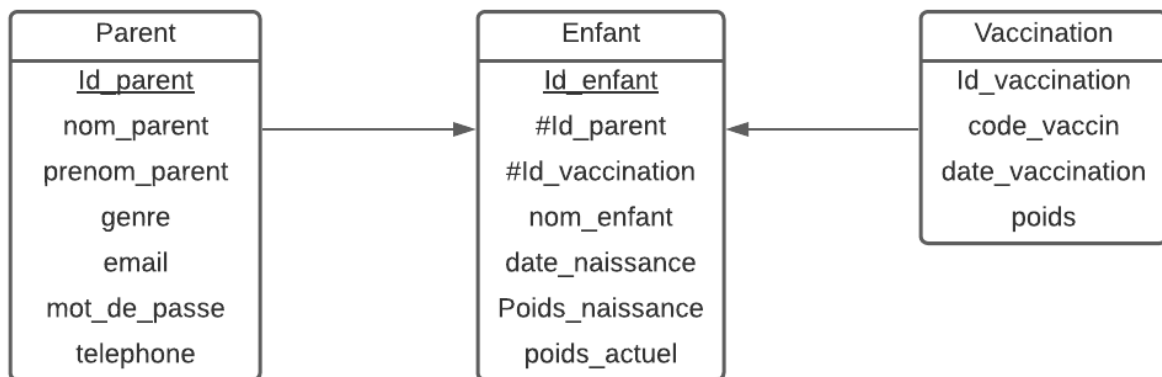 Parent
Id_parent
nom_parent
prenom_parent
genre
email
mot_de_passe
telephone
Enfant
Id_enfant
#Id_parent
#Id_vaccination
nom_enfant
date_naissance
Poids_naissance
poids_actuel
Vaccination
Id_vaccination
code_vaccin
date_vaccination
poids